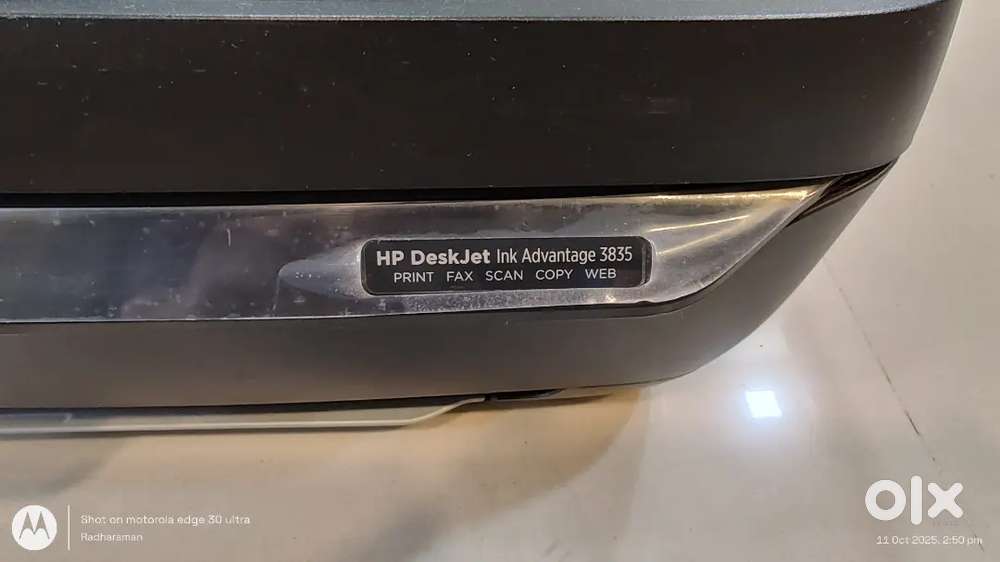 HP DeskJet Ink Advantage 3835
PRINT FAX SCAN COPY WEB
Shot on motorola edge 30 ultra
Radharaman
olx
11 Oct 2025, 2:50 pm